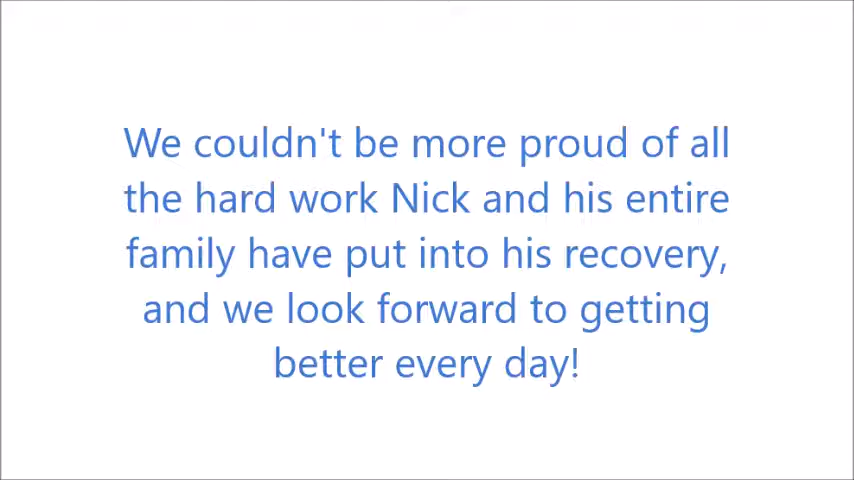 We couldn't be more proud of all
the hard work Nick and his entire
family have put into his recovery,
and we look forward to getting
better every day!